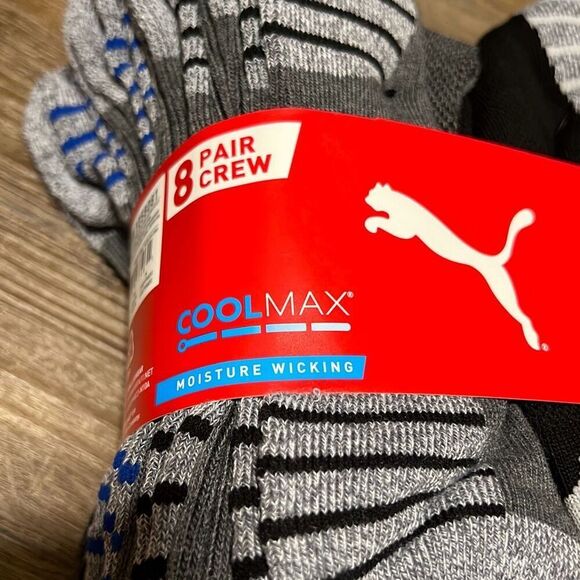 8 PAIR
CREW
COOLMAX®
MOISTURE WICKING
®